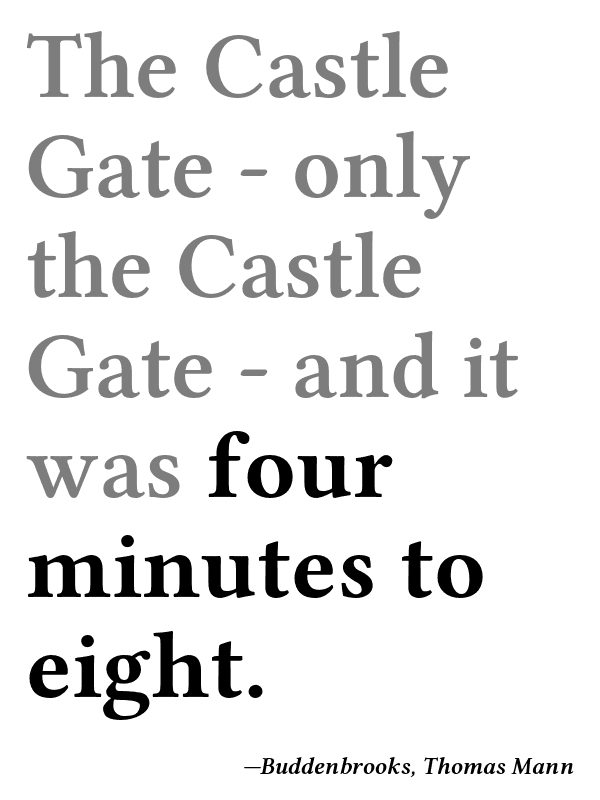 The Castle
Gate - only
the Castle
Gate - and it
was four
minutes to
eight.
—Buddenbrooks, Thomas Mann